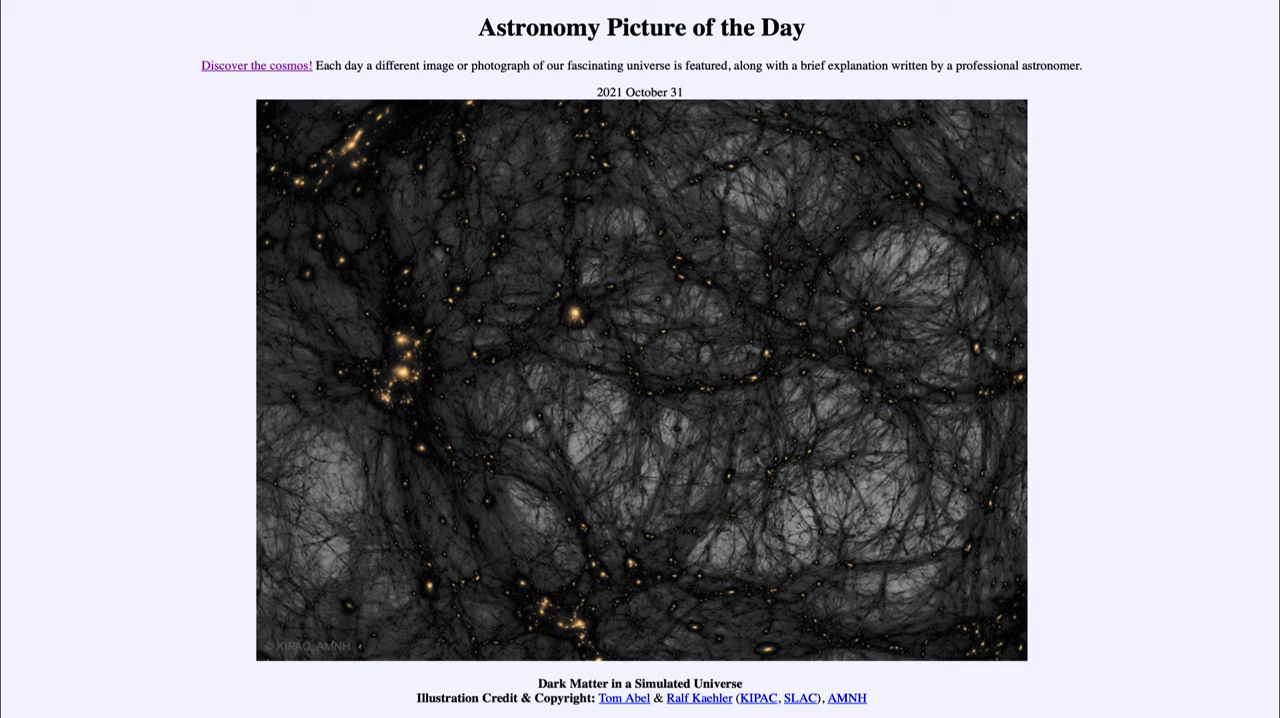 Astronomy Picture of the Day
Discover the cosmos! Each day a different image or photograph of our fascinating universe is featured, along with a brief explanation written by a professional astronomer.
2021 October 31
© KIPAC, AMNH
Dark Matter in a Simulated Universe
Illustration Credit & Copyright: Tom Abel & Ralf Kaehler (KIPAC, SLAC), AMNH